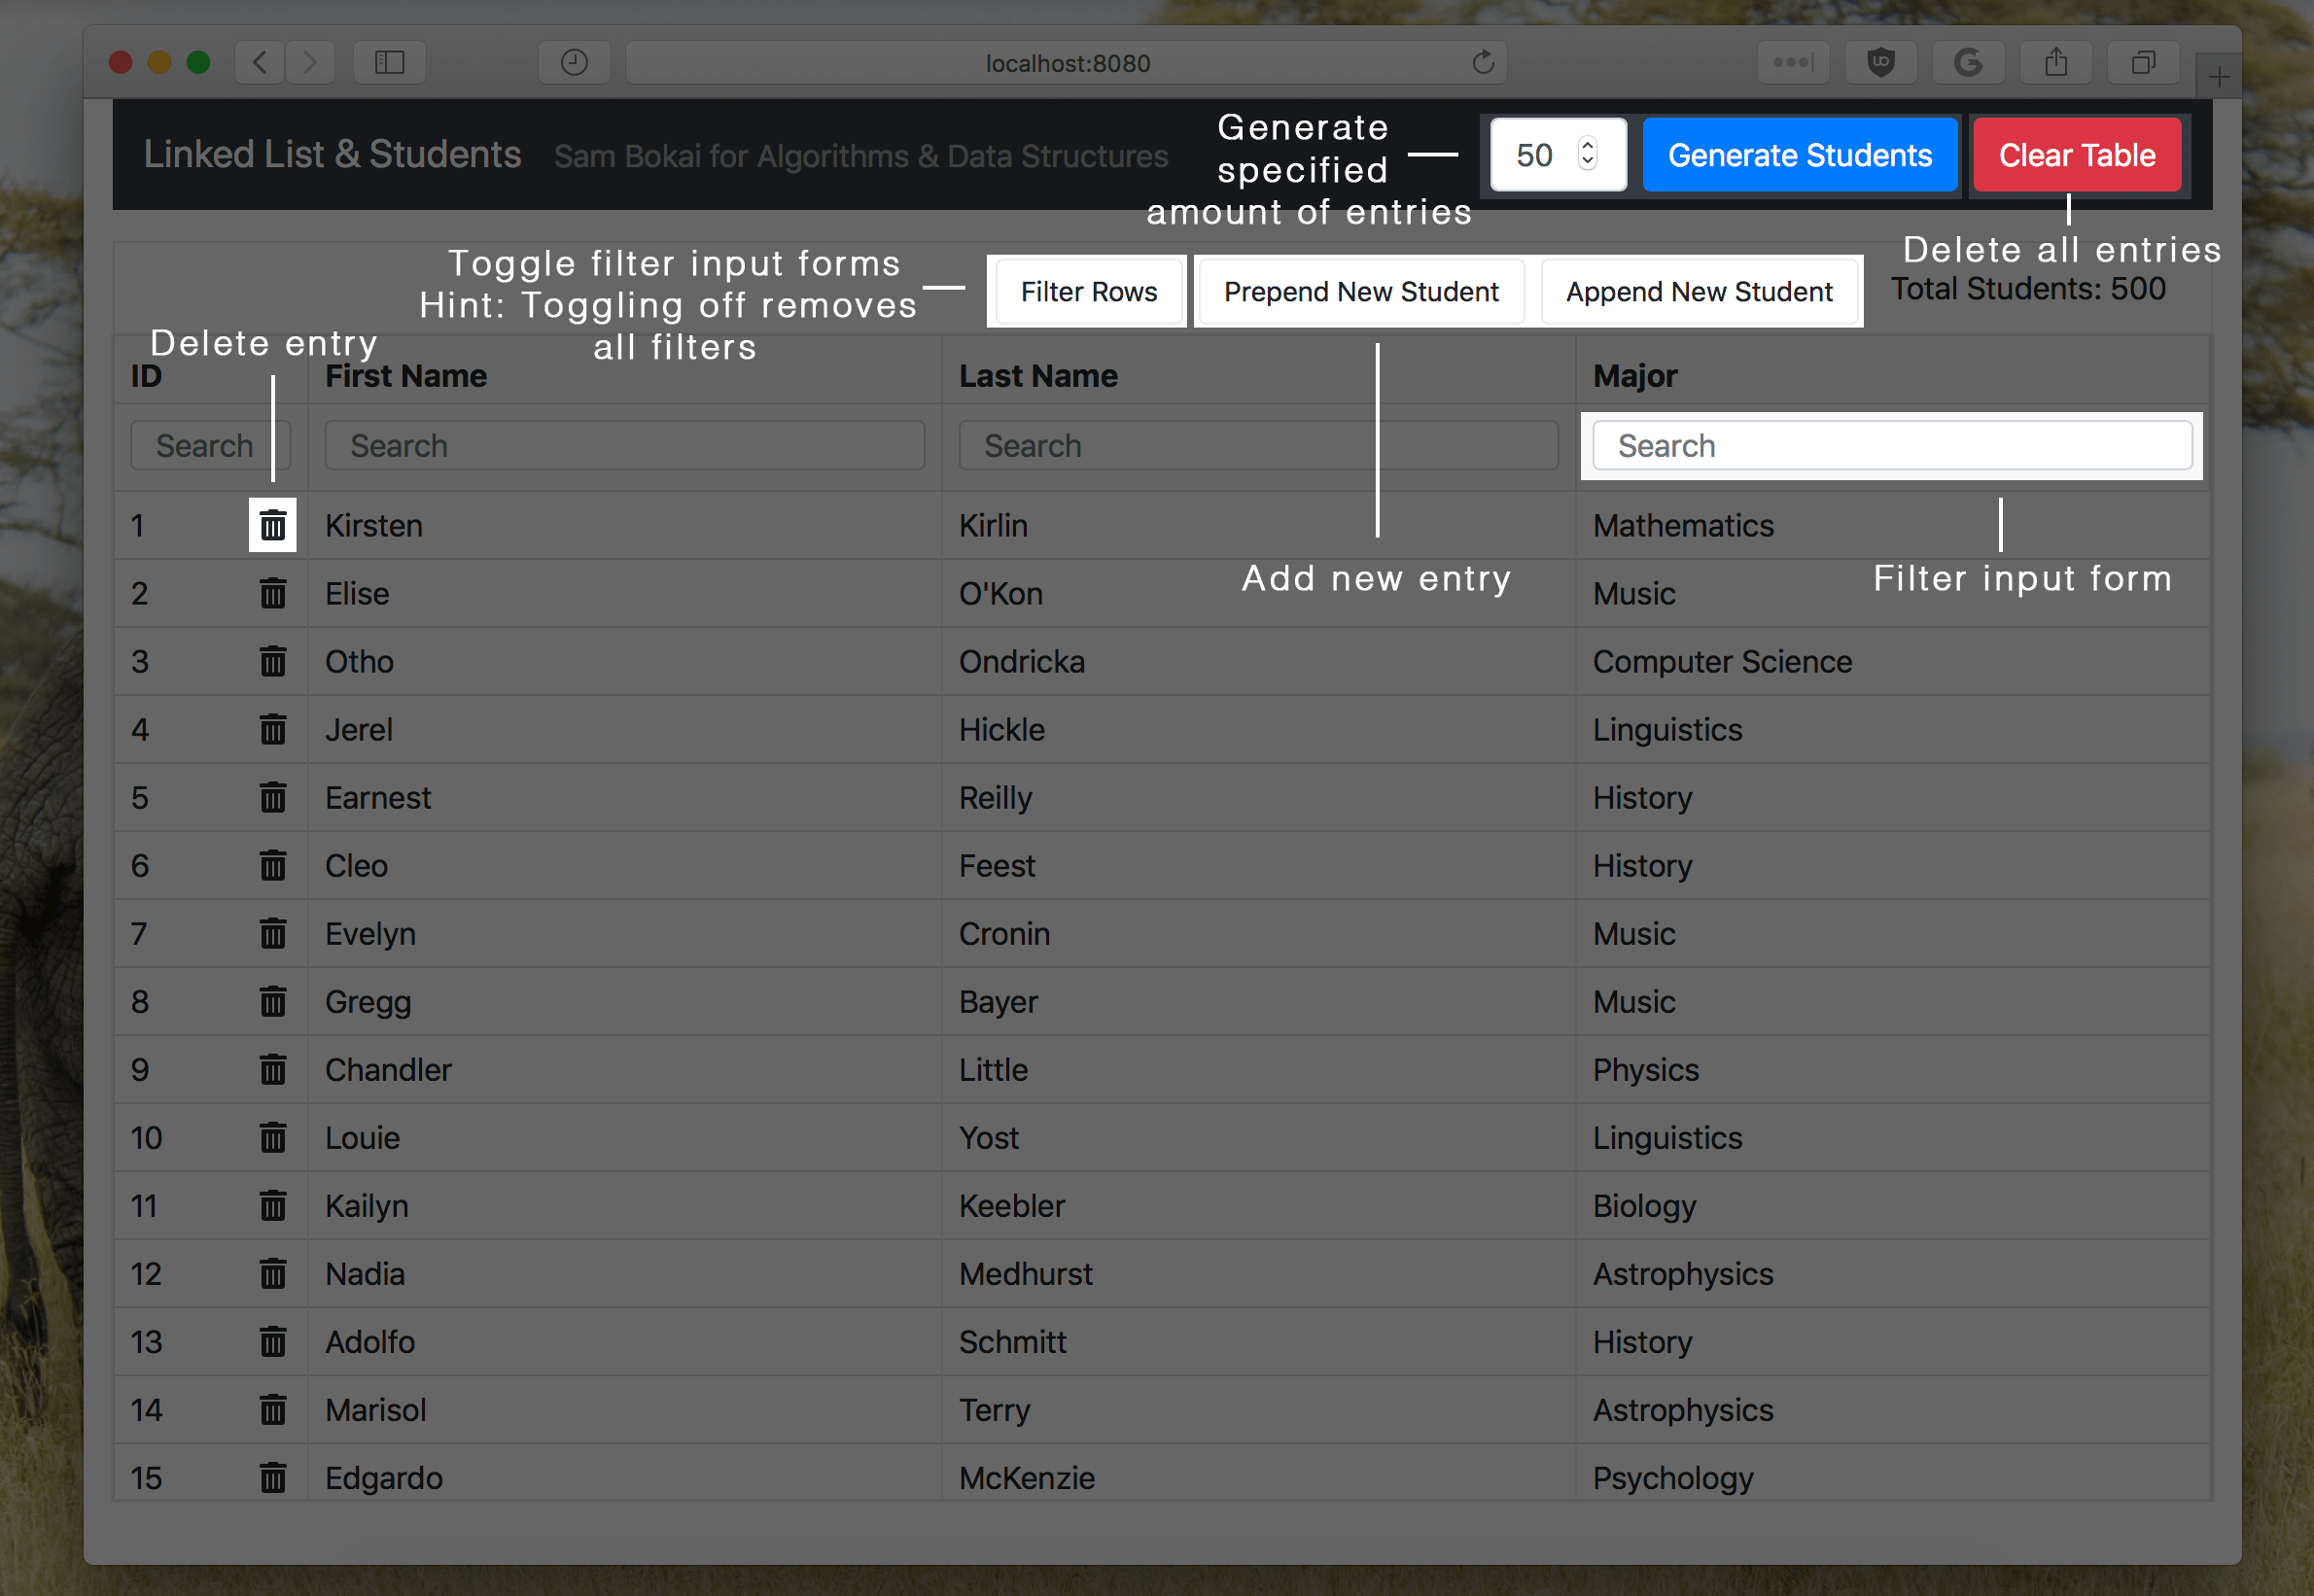 localhost:8080
Linked List & Students Sam Bokai for Algorithms & Data Structures
Generate
specified
amount of entries
50 Generate Students Clear Table
Delete all entries
Toggle filter input forms
Hint: Toggling off removes
all filters
Filter Rows Prepend New Student Append New Student Total Students: 500
Delete entry
ID First Name Last Name Major
Search Search Search Search
Add new entry
Filter input form
1 Kirsten Kirlin Mathematics
2 Elise O'Kon Music
3 Otho Ondricka Computer Science
4 Jerel Hickle Linguistics
5 Earnest Reilly History
6 Cleo Feest History
7 Evelyn Cronin Music
8 Gregg Bayer Music
9 Chandler Little Physics
10 Louie Yost Linguistics
11 Kailyn Keebler Biology
12 Nadia Medhurst Astrophysics
13 Adolfo Schmitt History
14 Marisol Terry Astrophysics
15 Edgardo McKenzie Psychology